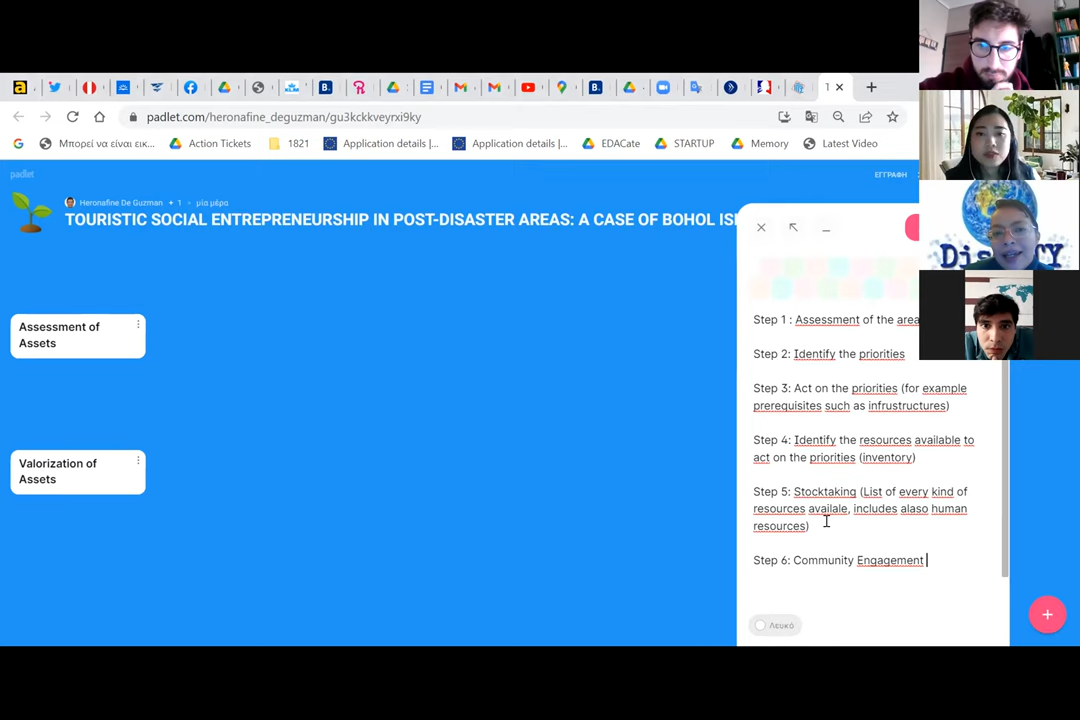 T
padlet.com/heronafine_deguzman/gu3kckkveyrxi9ky
Μπορεί να είναι εικ...
Action Tickets
1821
Application details |...
Application details |...
EDACate
STARTUP
Memory
Latest Video
padlet
ΕΓΓΡΑΦΗ
Heronafine De Guzman + 1 • μία μέρα
TOURISTIC SOCIAL ENTREPRENEURSHIP IN POST-DISASTER AREAS: A CASE OF BOHOL
Assessment of
Assets
Valorization of
Assets
Step 1 : Assessment of the area
Step 2: Identify the priorities
Step 3: Act on the priorities (for example
prerequisites such as infrustructures)
Step 4: Identify the resources available to
act on the priorities (inventory)
Step 5: Stocktaking (List of every kind of
resources availale, includes alaso human
resources)
Step 6: Community Engagement
Λευκό